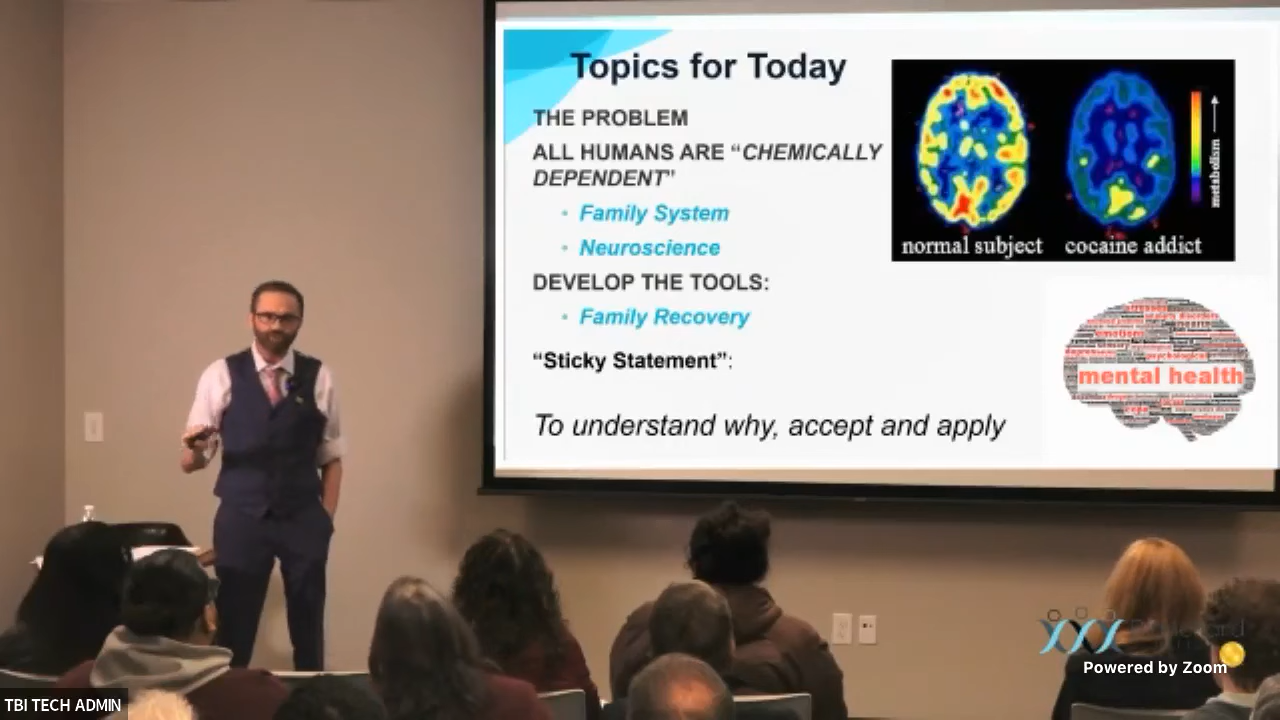 Topics for Today
THE PROBLEM
ALL HUMANS ARE “CHEMICALLY
DEPENDENT”
• Family System
• Neuroscience
DEVELOP THE TOOLS:
• Family Recovery
“Sticky Statement”:
To understand why, accept and apply
normal subject
cocaine addict
metabolism
emotions
psychological
mental health
Powered by Zoom
TBI TECH ADMIN